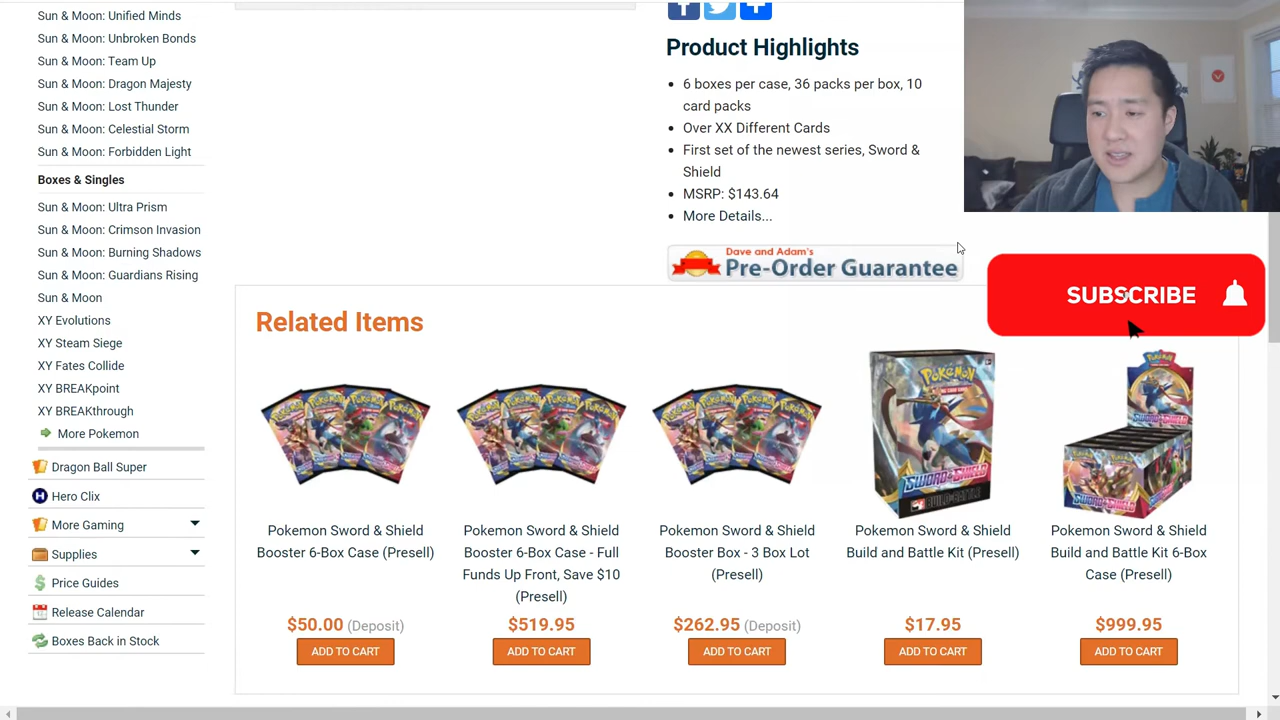 Sun & Moon: Unified Minds
Sun & Moon: Unbroken Bonds
Sun & Moon: Team Up
Sun & Moon: Dragon Majesty
Sun & Moon: Lost Thunder
Sun & Moon: Celestial Storm
Sun & Moon: Forbidden Light
Boxes & Singles
Sun & Moon: Ultra Prism
Sun & Moon: Crimson Invasion
Sun & Moon: Burning Shadows
Sun & Moon: Guardians Rising
Sun & Moon
XY Evolutions
XY Steam Siege
XY Fates Collide
XY BREAKpoint
XY BREAKthrough
More Pokemon
Dragon Ball Super
Hero Clix
More Gaming
Supplies
Price Guides
Release Calendar
Boxes Back in Stock
Product Highlights
6 boxes per case, 36 packs per box, 10
card packs
Over XX Different Cards
First set of the newest series, Sword &
Shield
MSRP: $143.64
More Details...
Dave and Adam's
Pre-Order Guarantee
SUBSCRIBE
Related Items
Pokemon Sword & Shield
Booster 6-Box Case (Presell)
$50.00 (Deposit)
ADD TO CART
Pokemon Sword & Shield
Booster 6-Box Case - Full
Funds Up Front, Save $10
(Presell)
$519.95
ADD TO CART
Pokemon Sword & Shield
Booster Box - 3 Box Lot
(Presell)
$262.95 (Deposit)
ADD TO CART
POKéMON
SWORD & SHIELD
BUILD & BATTLE
Pokemon Sword & Shield
Build and Battle Kit (Presell)
$17.95
ADD TO CART
Pokemon Sword & Shield
Build and Battle Kit 6-Box
Case (Presell)
$999.95
ADD TO CART